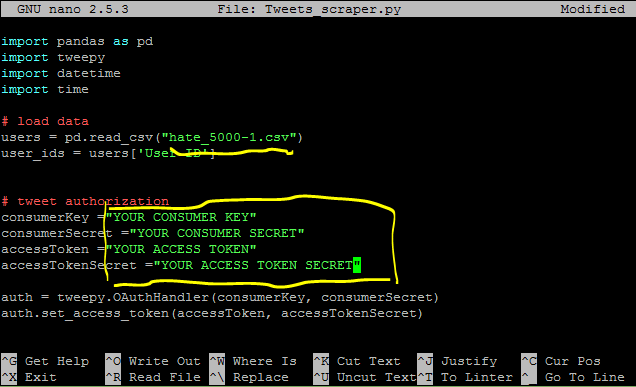 GNU nano 2.5.3 File: Tweets_scraper.py Modified
import pandas as pd
import tweepy
import datetime
import time
# load data
users = pd.read_csv("hate_5000-1.csv")
user_ids = users['User ID']
# tweet authorization
consumerKey ="YOUR CONSUMER KEY"
consumerSecret ="YOUR CONSUMER SECRET"
accessToken ="YOUR ACCESS TOKEN"
accessTokenSecret ="YOUR ACCESS TOKEN SECRET"
auth = tweepy.OAuthHandler(consumerKey, consumerSecret)
auth.set_access_token(accessToken, accessTokenSecret)
^G Get Help ^O Write Out ^W Where Is ^K Cut Text ^J Justify ^C Cur Pos
^X Exit ^R Read File ^\ Replace ^U Uncut Text ^T To Linter ^_ Go To Line